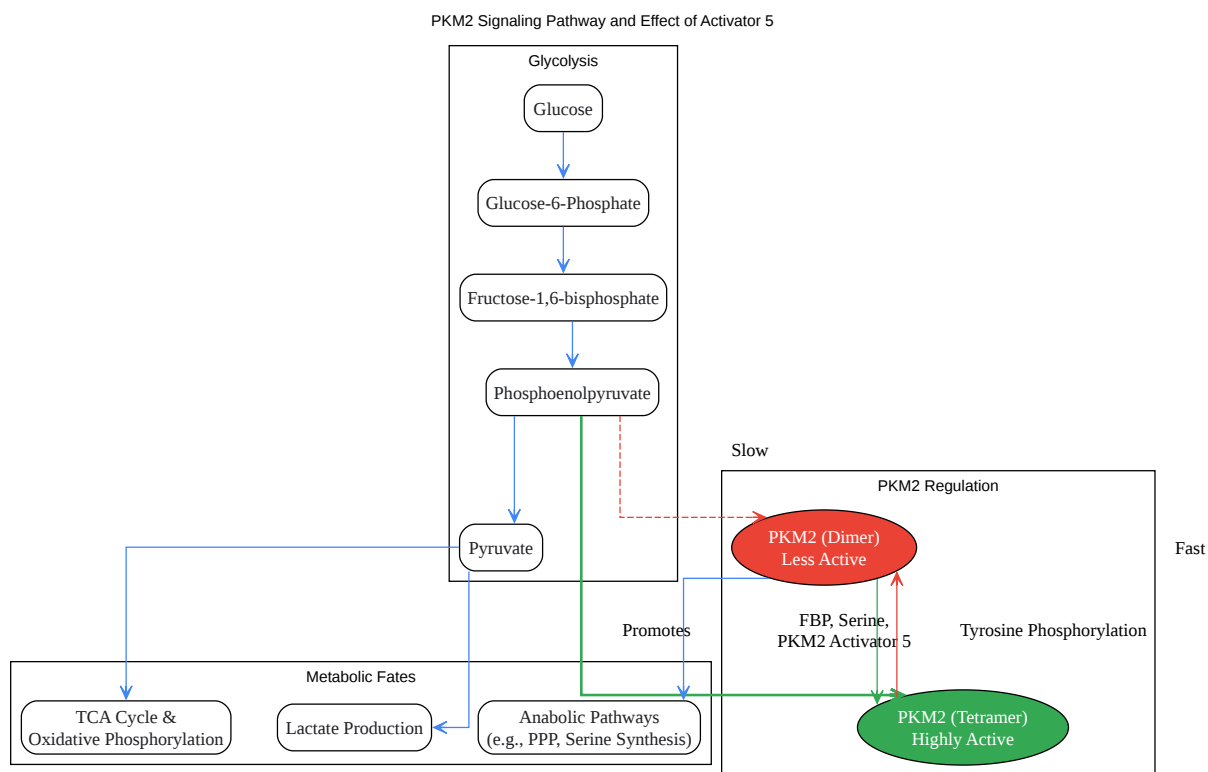 PKM2 Signaling Pathway and Effect of Activator 5
Glycolysis
Glucose
Glucose-6-Phosphate
Fructose-1,6-bisphosphate
Phosphoenolpyruvate
Slow
PKM2 Regulation
Pyruvate
PKM2 (Dimer)
Less Active
Fast
Promotes
FBP, Serine,
PKM2 Activator 5
Tyrosine Phosphorylation
Metabolic Fates
TCA Cycle &
Oxidative Phosphorylation
Lactate Production
Anabolic Pathways
(e.g., PPP, Serine Synthesis)
PKM2 (Tetramer)
Highly Active